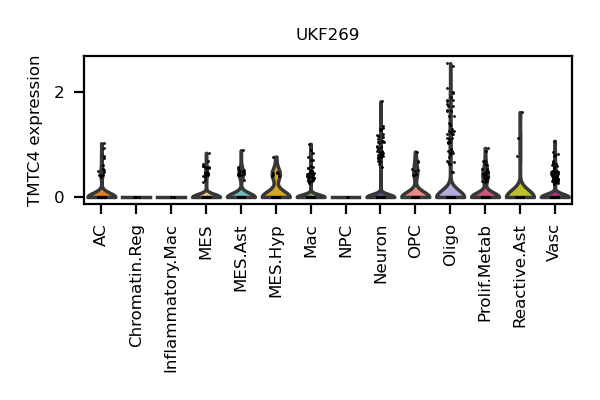 UKF269
TMTC4 expression
2
0
AC
Chromatin.Reg
Inflammatory.Mac
MES
MES.Ast
MES.Hyp
Mac
NPC
Neuron
OPC
Oligo
Prolif.Metab
Reactive.Ast
Vasc